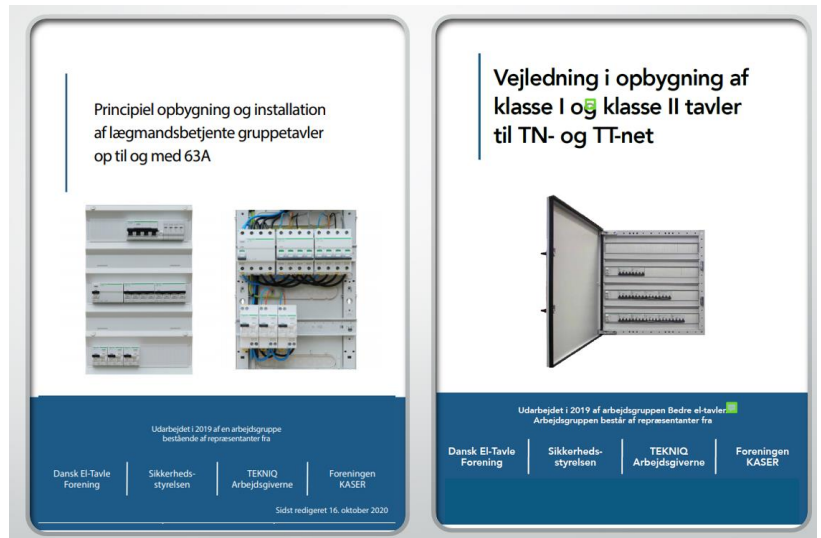 Principiel opbygning og installation
af lægmandsbetjente gruppetavler
op til og med 63A
Udarbejdet i 2019 af en arbejdsgruppe
bestående af repræsentanter fra
Dansk El-Tavle
Forening
Sikkerheds-
styrelsen
TEKNIQ
Arbejdsgiverne
Foreningen
KASER
Sidst redigeret 16. oktober 2020
Vejledning i opbygning af
klasse I og klasse II tavler
til TN- og TT-net
Udarbejdet i 2019 af arbejdsgruppen Bedre el-tavler.
Arbejdsgruppen består af repræsentanter fra
Dansk El-Tavle
Forening
Sikkerheds-
styrelsen
TEKNIQ
Arbejdsgiverne
Foreningen
KASER